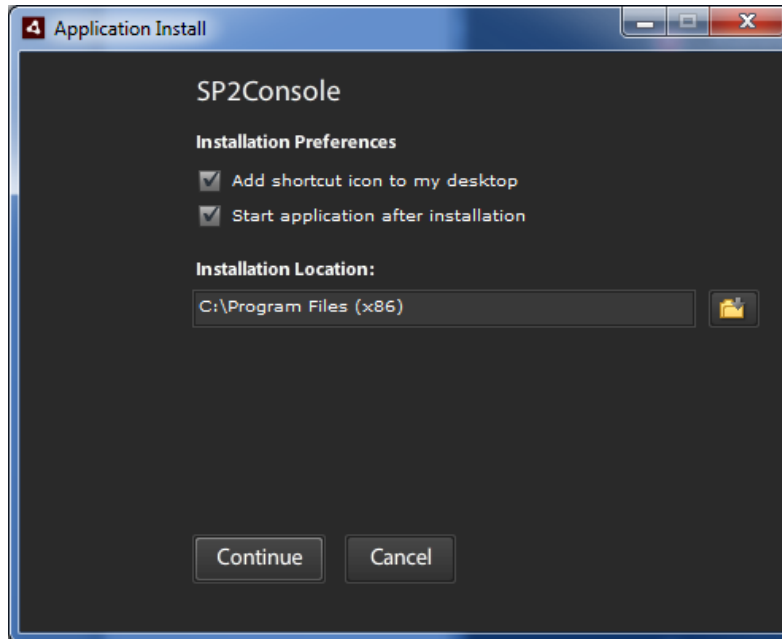 Application Install
SP2Console
Installation Preferences
Add shortcut icon to my desktop
Start application after installation
Installation Location:
C:\Program Files (x86)
Continue
Cancel